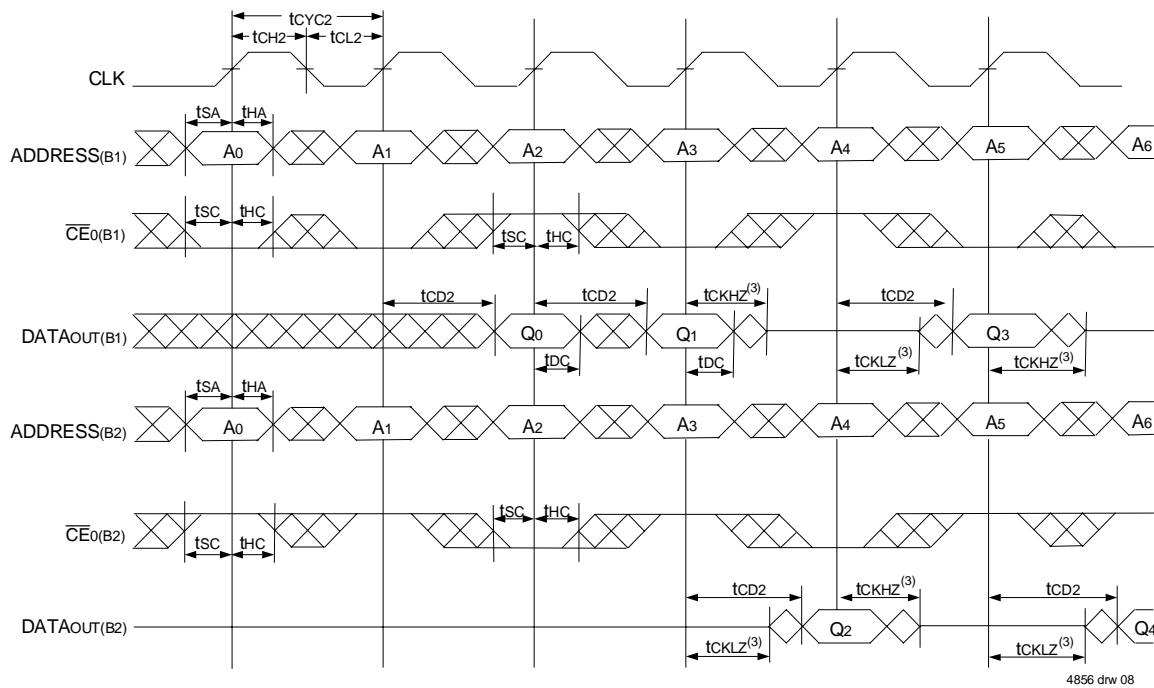 tCYC2
tCH2 tCL2
CLK
tSA tHA
ADDRESS(B1) A0 A1 A2 A3 A4 A5 A6
tSC tHC
CE0(B1)
tSC tHC
tCD2 tCD2 tCKHZ(3) tCD2
DATAOUT(B1) Q0 Q1 Q3
tDC tDC tCKLZ(3) tCKHZ(3)
tSA tHA
ADDRESS(B2) A0 A1 A2 A3 A4 A5 A6
tSC tHC
CE0(B2)
tSC tHC
tCD2 tCKHZ(3) tCD2
DATAOUT(B2) Q2 Q4
tCKLZ(3) tCKLZ(3)
4856 drw 08